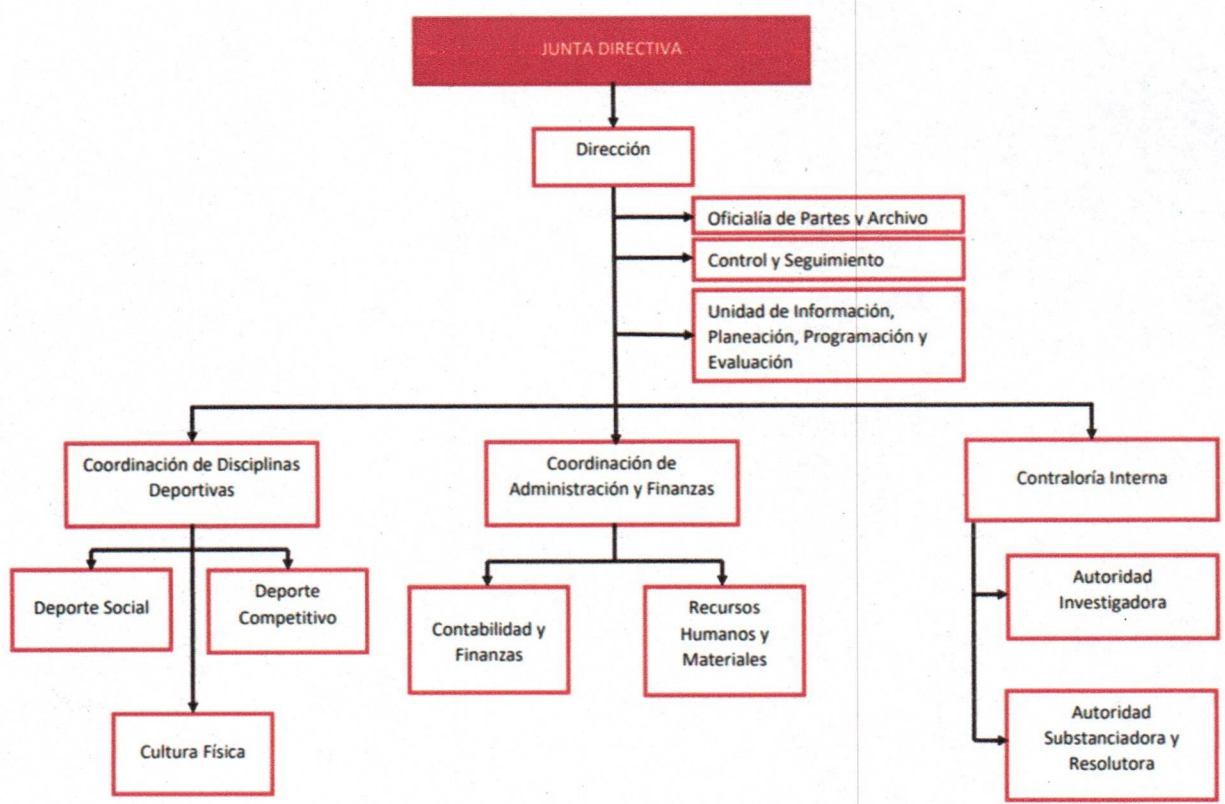 JUNTA DIRECTIVA
Dirección
Oficialía de Partes y Archivo
Control y Seguimiento
Unidad de Información,
Planeación, Programación y
Evaluación
Coordinación de Disciplinas
Deportivas
Coordinación de
Administración y Finanzas
Contraloría Interna
Deporte Social
Deporte
Competitivo
Cultura Física
Contabilidad y
Finanzas
Recursos
Humanos y
Materiales
Autoridad
Investigadora
Autoridad
Substanciadora y
Resolutora